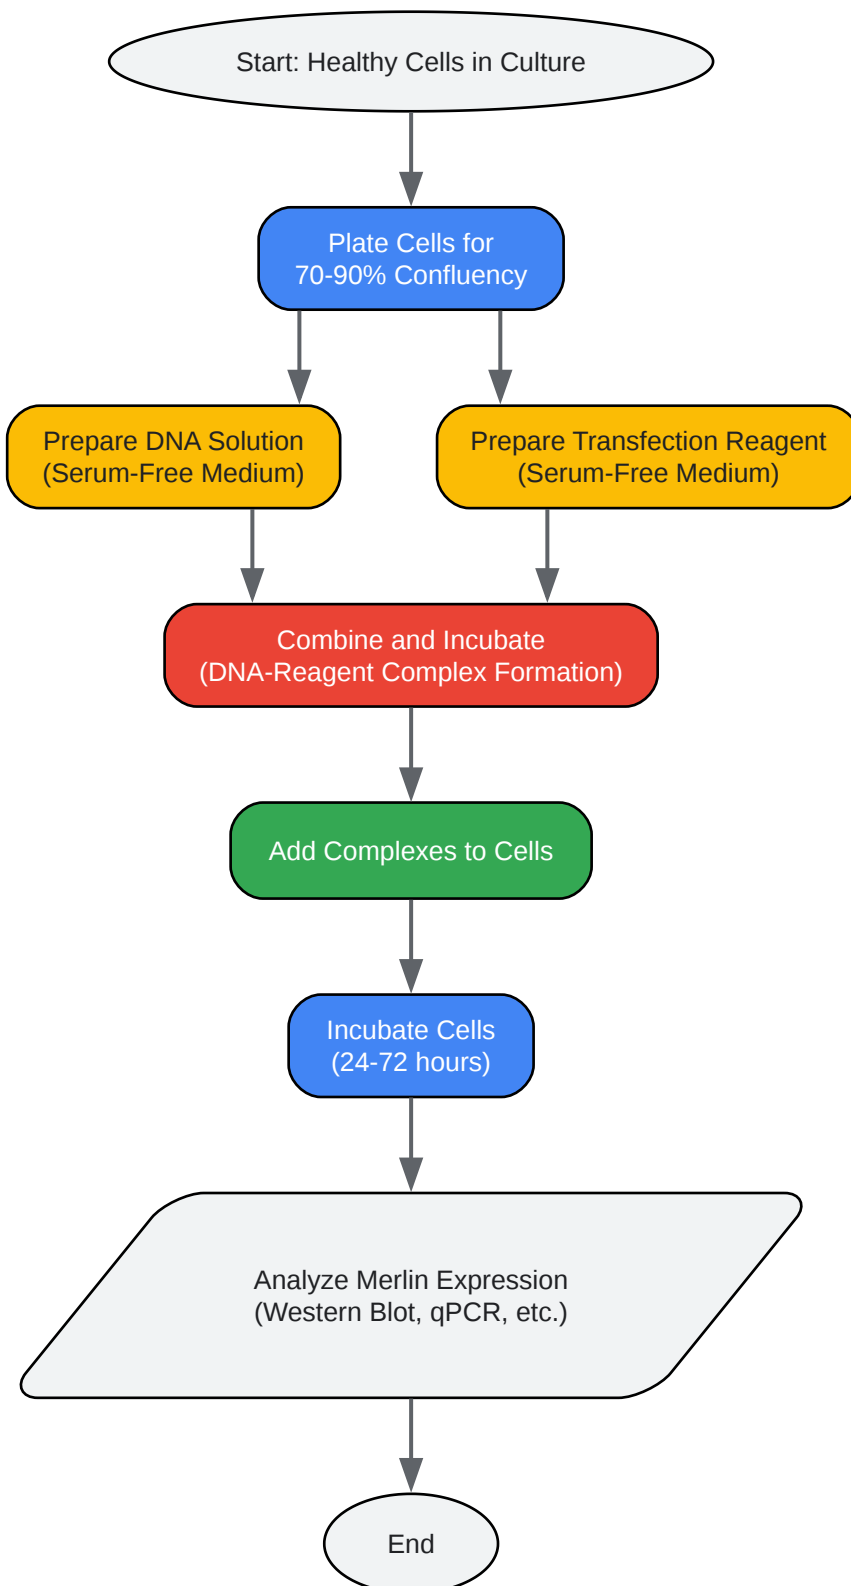 Start: Healthy Cells in Culture
Plate Cells for
70-90% Confluency
Prepare DNA Solution
(Serum-Free Medium)
Prepare Transfection Reagent
(Serum-Free Medium)
Combine and Incubate
(DNA-Reagent Complex Formation)
Add Complexes to Cells
Incubate Cells
(24-72 hours)
Analyze Merlin Expression
(Western Blot, qPCR, etc.)
End